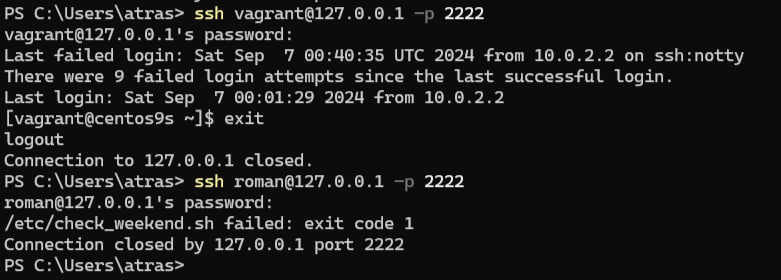 PS C:\Users\atras> ssh vagrant@127.0.0.1 -p 2222
vagrant@127.0.0.1's password:
Last failed login: Sat Sep  7 00:40:35 UTC 2024 from 10.0.2.2 on ssh:notty
There were 9 failed login attempts since the last successful login.
Last login: Sat Sep  7 00:01:29 2024 from 10.0.2.2
[vagrant@centos9s ~]$ exit
logout
Connection to 127.0.0.1 closed.
PS C:\Users\atras> ssh roman@127.0.0.1 -p 2222
roman@127.0.0.1's password:
/etc/check_weekend.sh failed: exit code 1
Connection closed by 127.0.0.1 port 2222
PS C:\Users\atras>